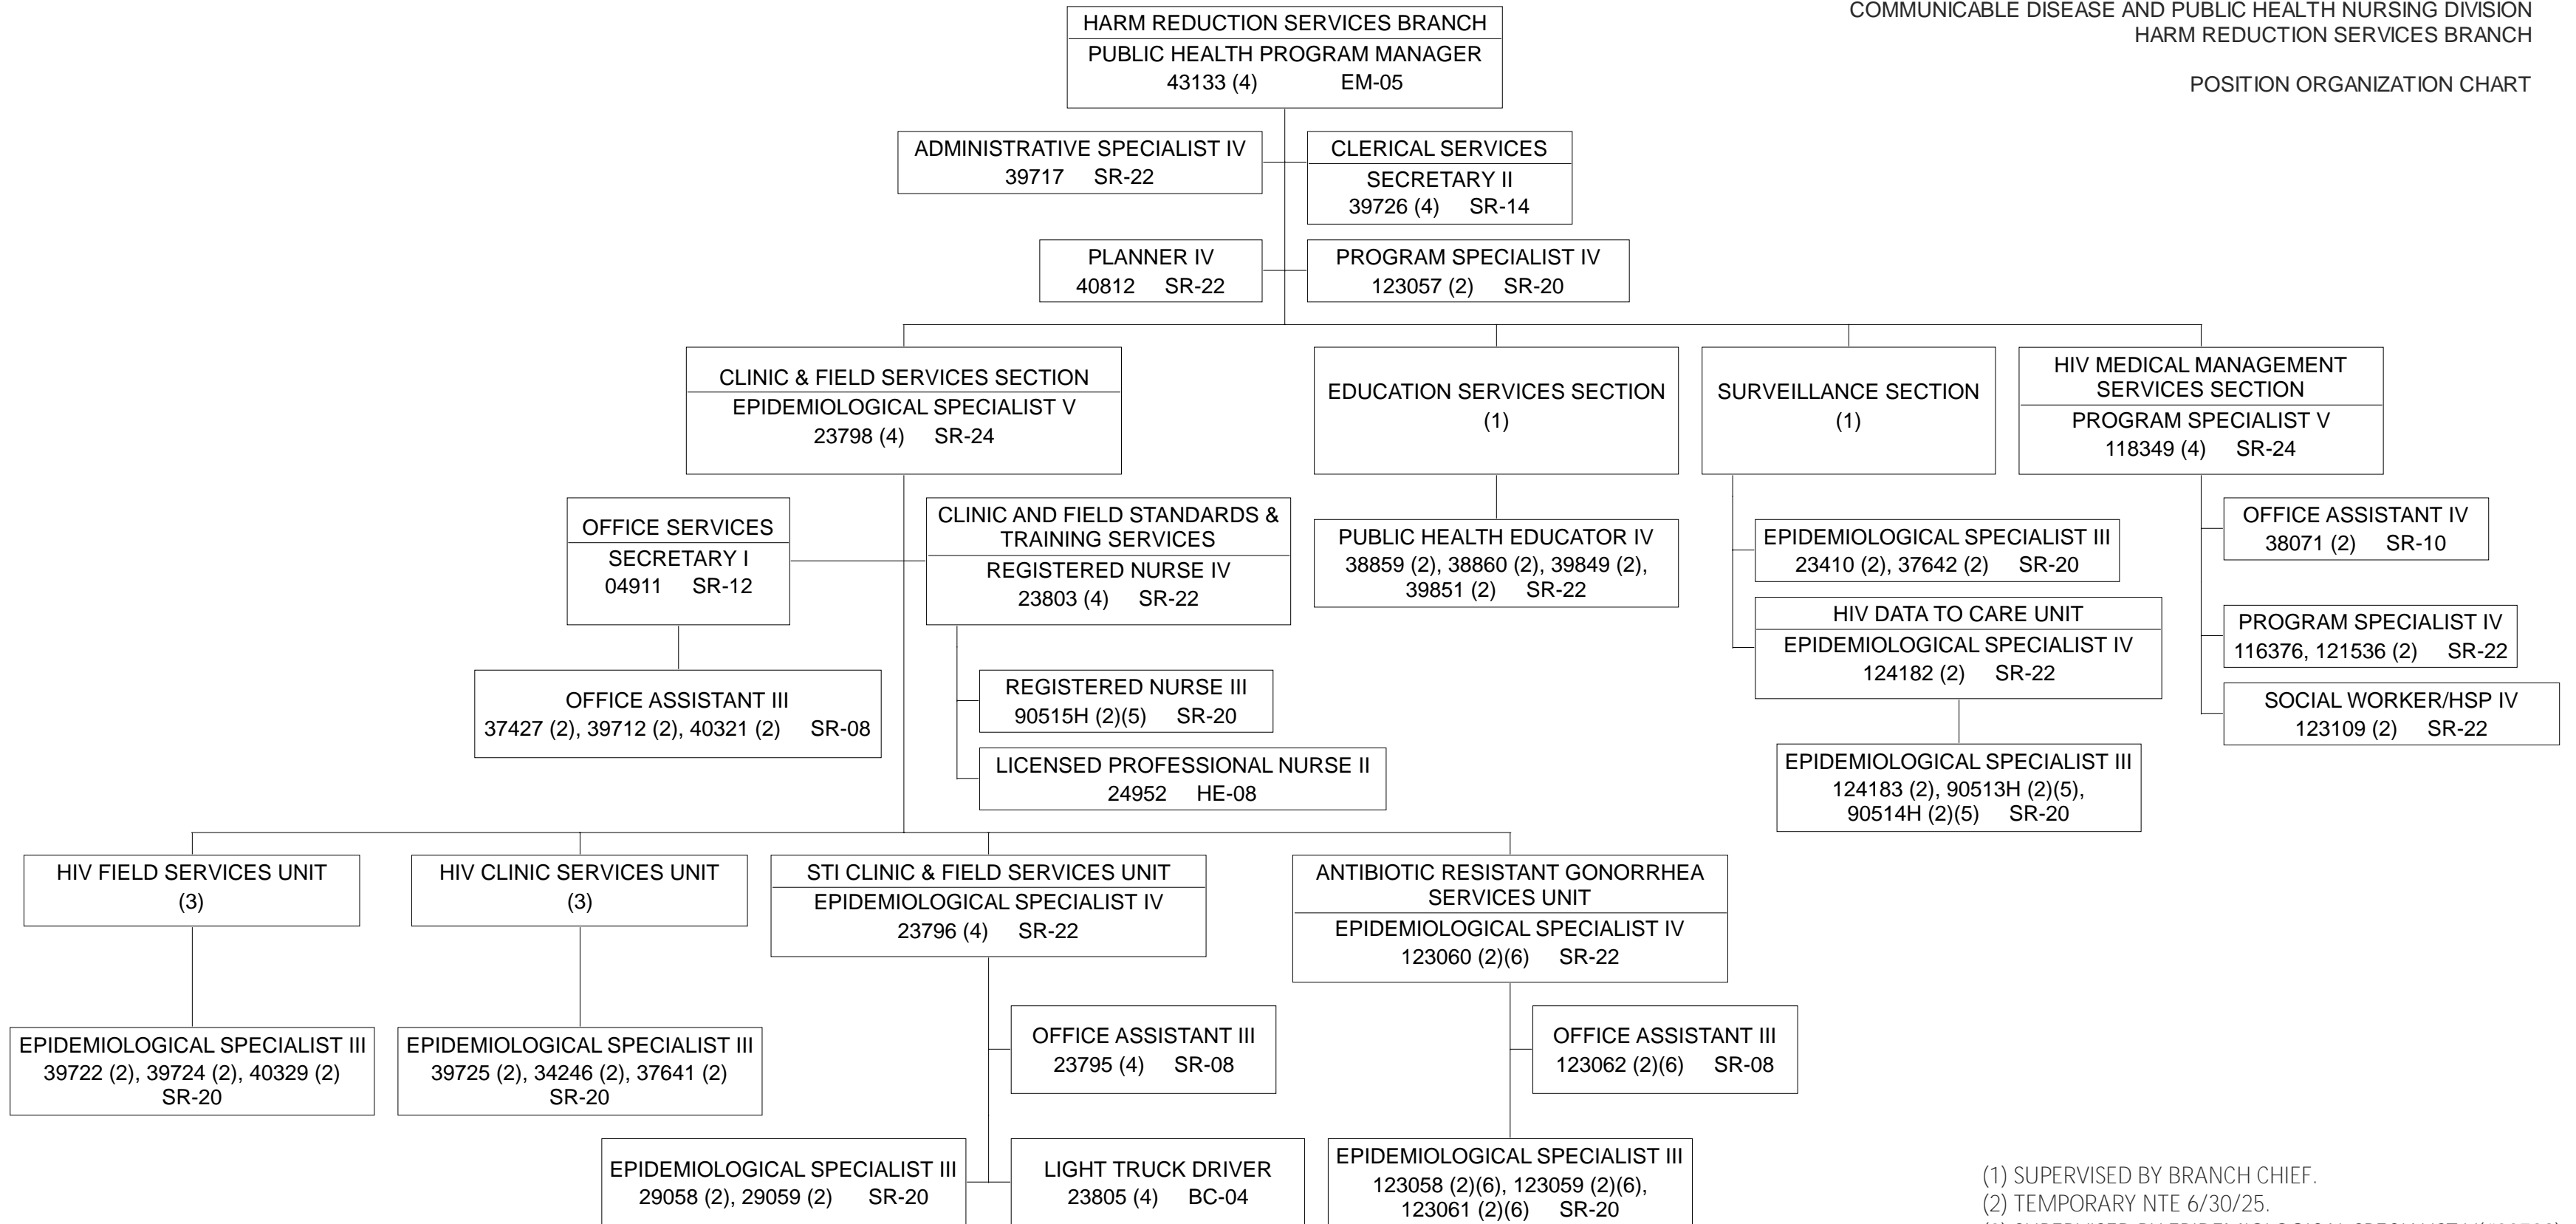 COMMUNICABLE DISEASE AND PUBLIC HEALTH NURSING DIVISION
HARM REDUCTION SERVICES BRANCH
POSITION ORGANIZATION CHART
HARM REDUCTION SERVICES BRANCH
PUBLIC HEALTH PROGRAM MANAGER
43133 (4) EM-05
ADMINISTRATIVE SPECIALIST IV
39717 SR-22
CLERICAL SERVICES
SECRETARY II
39726 (4) SR-14
PLANNER IV
40812 SR-22
PROGRAM SPECIALIST IV
123057 (2) SR-20
CLINIC & FIELD SERVICES SECTION
EPIDEMIOLOGICAL SPECIALIST V
23798 (4) SR-24
EDUCATION SERVICES SECTION
(1)
SURVEILLANCE SECTION
(1)
HIV MEDICAL MANAGEMENT
SERVICES SECTION
PROGRAM SPECIALIST V
118349 (4) SR-24
OFFICE SERVICES
SECRETARY I
04911 SR-12
CLINIC AND FIELD STANDARDS &
TRAINING SERVICES
REGISTERED NURSE IV
23803 (4) SR-22
PUBLIC HEALTH EDUCATOR IV
38859 (2), 38860 (2), 39849 (2),
39851 (2) SR-22
EPIDEMIOLOGICAL SPECIALIST III
23410 (2), 37642 (2) SR-20
OFFICE ASSISTANT IV
38071 (2) SR-10
HIV DATA TO CARE UNIT
EPIDEMIOLOGICAL SPECIALIST IV
124182 (2) SR-22
PROGRAM SPECIALIST IV
116376, 121536 (2) SR-22
OFFICE ASSISTANT III
37427 (2), 39712 (2), 40321 (2) SR-08
REGISTERED NURSE III
90515H (2)(5) SR-20
SOCIAL WORKER/HSP IV
123109 (2) SR-22
LICENSED PROFESSIONAL NURSE II
24952 HE-08
EPIDEMIOLOGICAL SPECIALIST III
124183 (2), 90513H (2)(5),
90514H (2)(5) SR-20
HIV FIELD SERVICES UNIT
(3)
HIV CLINIC SERVICES UNIT
(3)
STI CLINIC & FIELD SERVICES UNIT
EPIDEMIOLOGICAL SPECIALIST IV
23796 (4) SR-22
ANTIBIOTIC RESISTANT GONORRHEA
SERVICES UNIT
EPIDEMIOLOGICAL SPECIALIST IV
123060 (2)(6) SR-22
EPIDEMIOLOGICAL SPECIALIST III
39722 (2), 39724 (2), 40329 (2)
SR-20
EPIDEMIOLOGICAL SPECIALIST III
39725 (2), 34246 (2), 37641 (2)
SR-20
OFFICE ASSISTANT III
23795 (4) SR-08
OFFICE ASSISTANT III
123062 (2)(6) SR-08
EPIDEMIOLOGICAL SPECIALIST III
29058 (2), 29059 (2) SR-20
LIGHT TRUCK DRIVER
23805 (4) BC-04
EPIDEMIOLOGICAL SPECIALIST III
123058 (2)(6), 123059 (2)(6),
123061 (2)(6) SR-20
(1) SUPERVISED BY BRANCH CHIEF.
(2) TEMPORARY NTE 6/30/25.